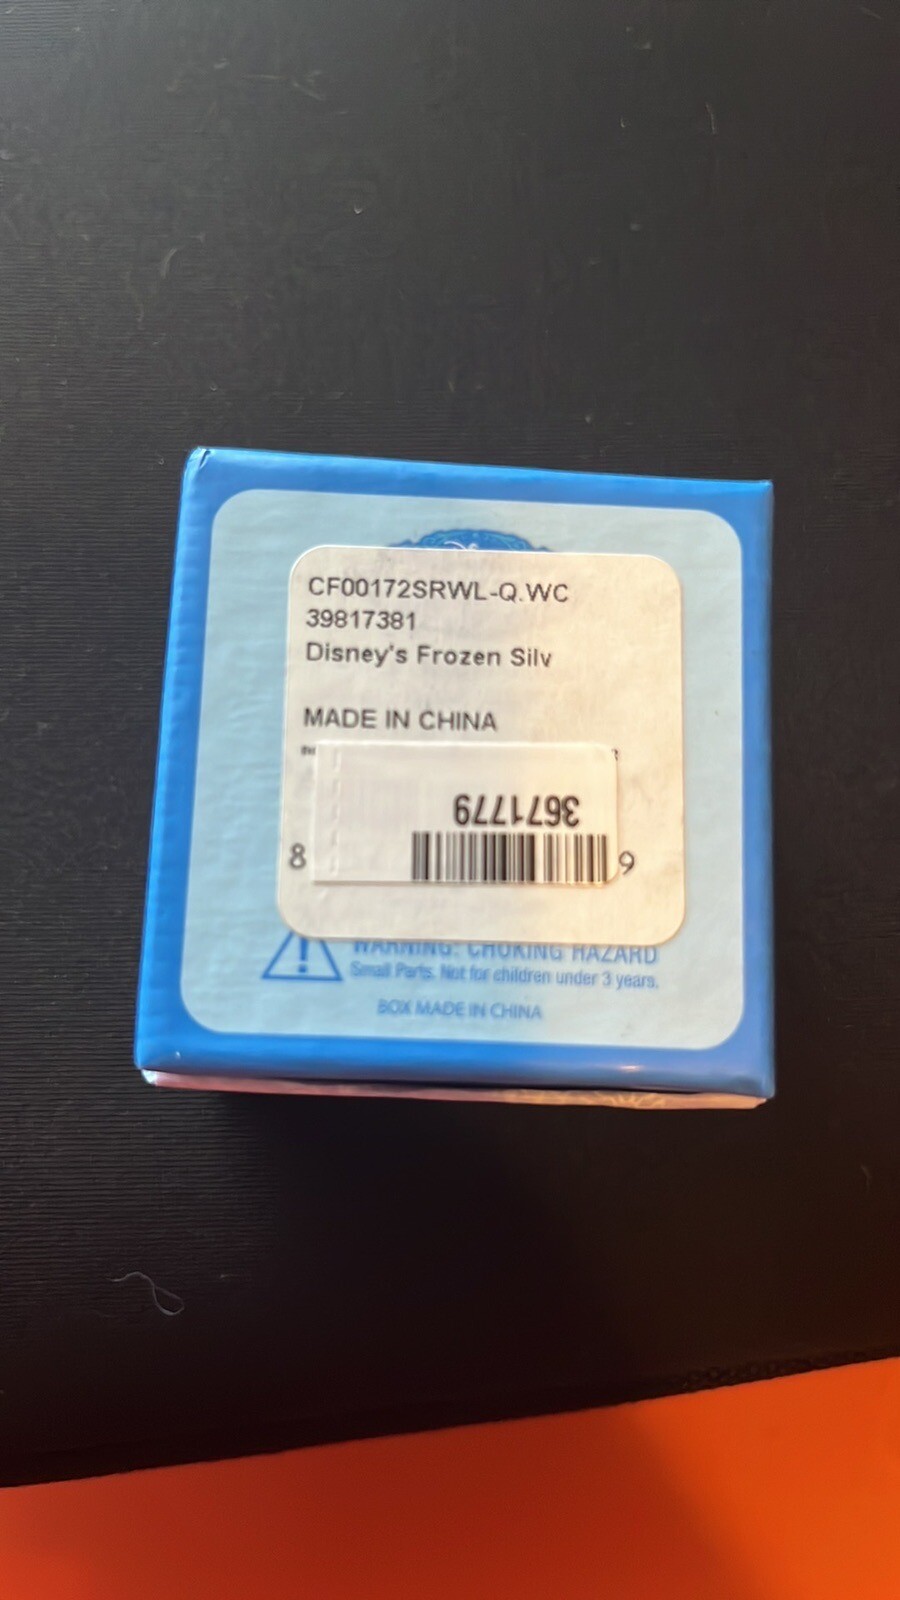 CF00172SRWL-Q.WC
39817381
Disney's Frozen Silv
MADE IN CHINA
3671779
8 9
WARNING: CHOKING HAZARD
Small Parts. Not for children under 3 years.
BOX MADE IN CHINA